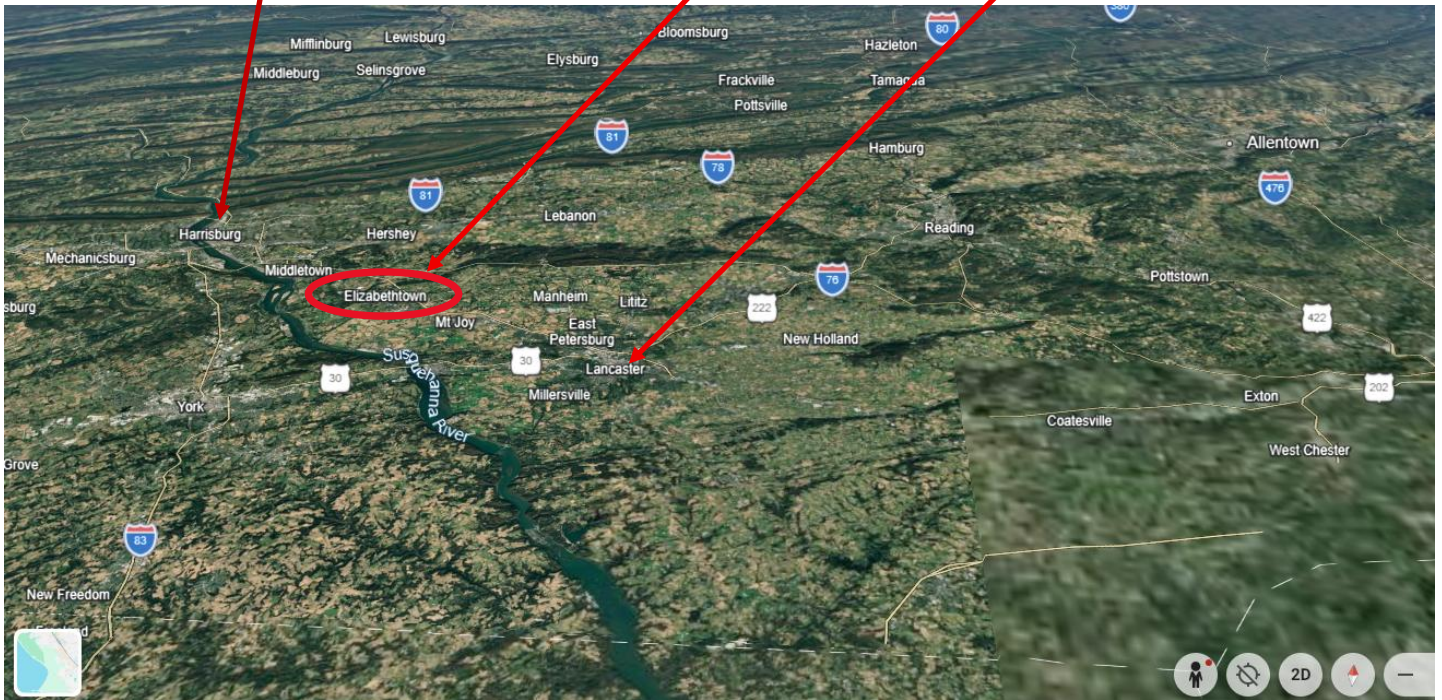 380
80
Bloomsburg
Lewisburg
Mifflinburg
Hazleton
Elysburg
Middleburg
Selinsgrove
Frackville
Tamaqua
Pottsville
81
Allentown
Hamburg
78
476
81
Lebanon
Reading
Harrisburg
Hershey
Mechanicsburg
Middletown
76
Pottstown
Elizabethtown
Manheim
Lititz
sburg
222
422
Mt Joy
East
Petersburg
New Holland
Susquehanna River
30
Lancaster
30
202
Millersville
Exton
York
Coatesville
West Chester
Grove
83
New Freedom
2D